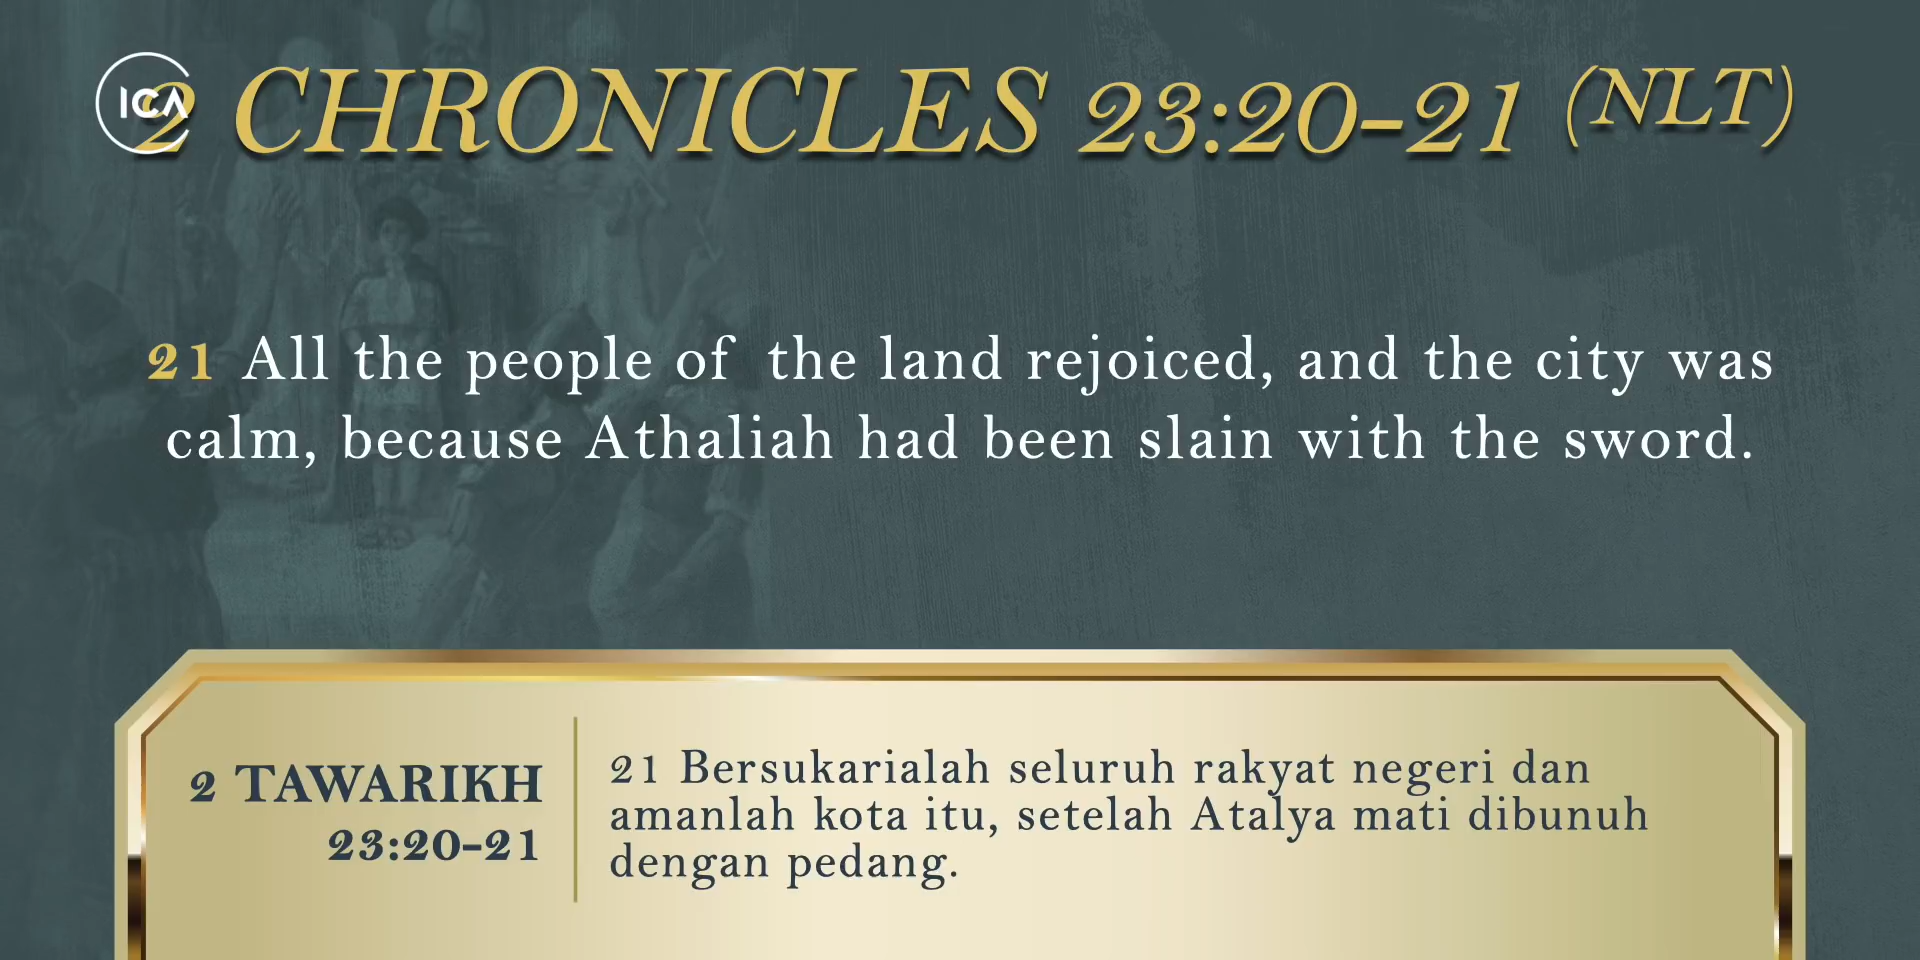 ICA
2 CHRONICLES 23:20-21 (NLT)
21 All the people of the land rejoiced, and the city was
calm, because Athaliah had been slain with the sword.
2 TAWARIKH
23:20-21
21 Bersukarialah seluruh rakyat negeri dan
amanlah kota itu, setelah Atalya mati dibunuh
dengan pedang.